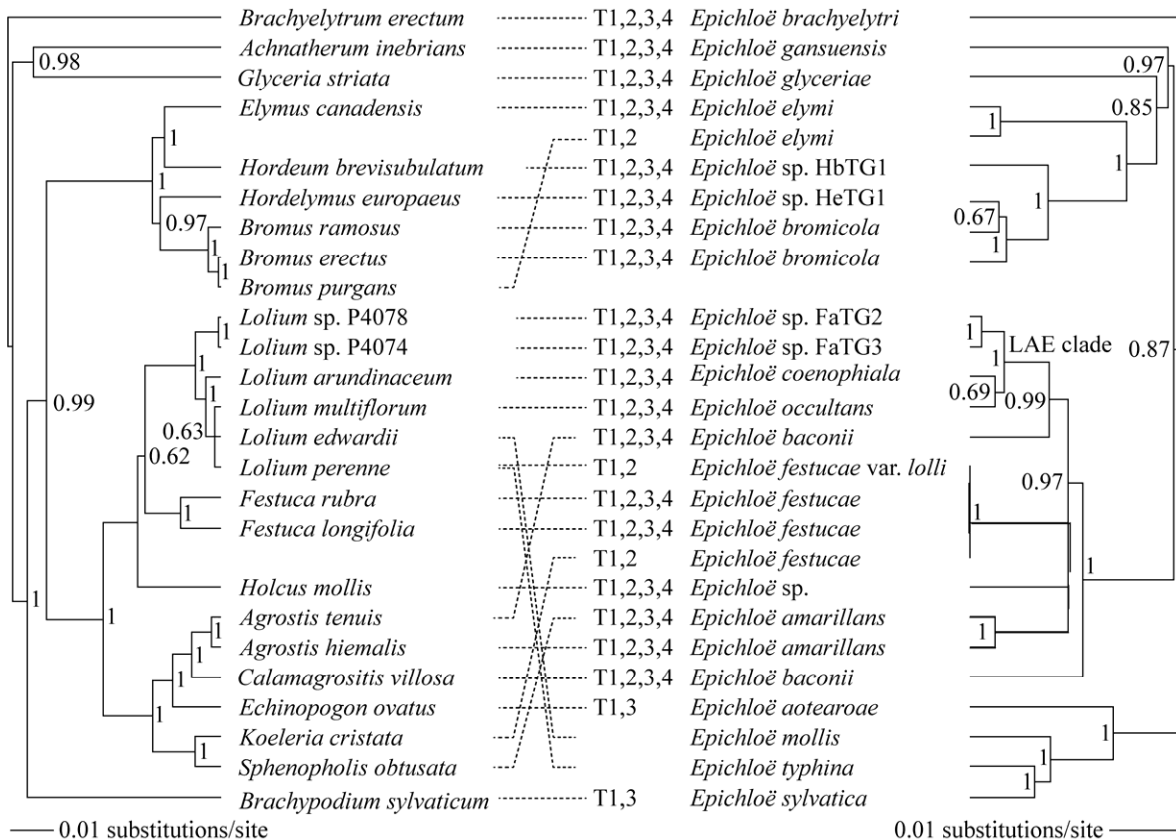 Brachyelytrum erectum T1,2,3,4 Epichloë brachyelytri
Achnatherum inebrians T1,2,3,4 Epichloë gansuensis
0.98 0.97
Glyceria striata T1,2,3,4 Epichloë glyceriae
Elymus canadensis T1,2,3,4 Epichloë elymi 0.85
1 T1,2 Epichloë elymi 1
Hordeum brevisubulatum T1,2,3,4 Epichloë sp. HbTG1 1
1
Hordelymus europaeus T1,2,3,4 Epichloë sp. HeTG1 1
0.97 Bromus ramosus T1,2,3,4 Epichloë bromicola 0.67
1 Bromus erectus T1,2,3,4 Epichloë bromicola 1
1 Bromus purgans
Lolium sp. P4078 T1,2,3,4 Epichloë sp. FaTG2
1 1 LAE clade 0.87
Lolium sp. P4074 T1,2,3,4 Epichloë sp. FaTG3
1 1
Lolium arundinaceum T1,2,3,4 Epichloë coenophiala
0.99 1 0.69 0.99
Lolium multiflorum T1,2,3,4 Epichloë occultans
0.63 Lolium edwardii T1,2,3,4 Epichloë baconii
0.62 Lolium perenne T1,2 Epichloë festucae var. lolli
0.97
Festuca rubra T1,2,3,4 Epichloë festucae
1 1
Festuca longifolia T1,2,3,4 Epichloë festucae
T1,2 Epichloë festucae 1
Holcus mollis T1,2,3,4 Epichloë sp.
1 1 Agrostis tenuis T1,2,3,4 Epichloë amarillans
1 1
Agrostis hiemalis T1,2,3,4 Epichloë amarillans
1 Calamagrositis villosa T1,2,3,4 Epichloë baconii
1 Echinopogon ovatus T1,3 Epichloë aotearoae
1 Koeleria cristata Epichloë mollis 1
1 1
Sphenopholis obtusata Epichloë typhina
1
Brachypodium sylvaticum T1,3 Epichloë sylvatica
0.01 substitutions/site 0.01 substitutions/site